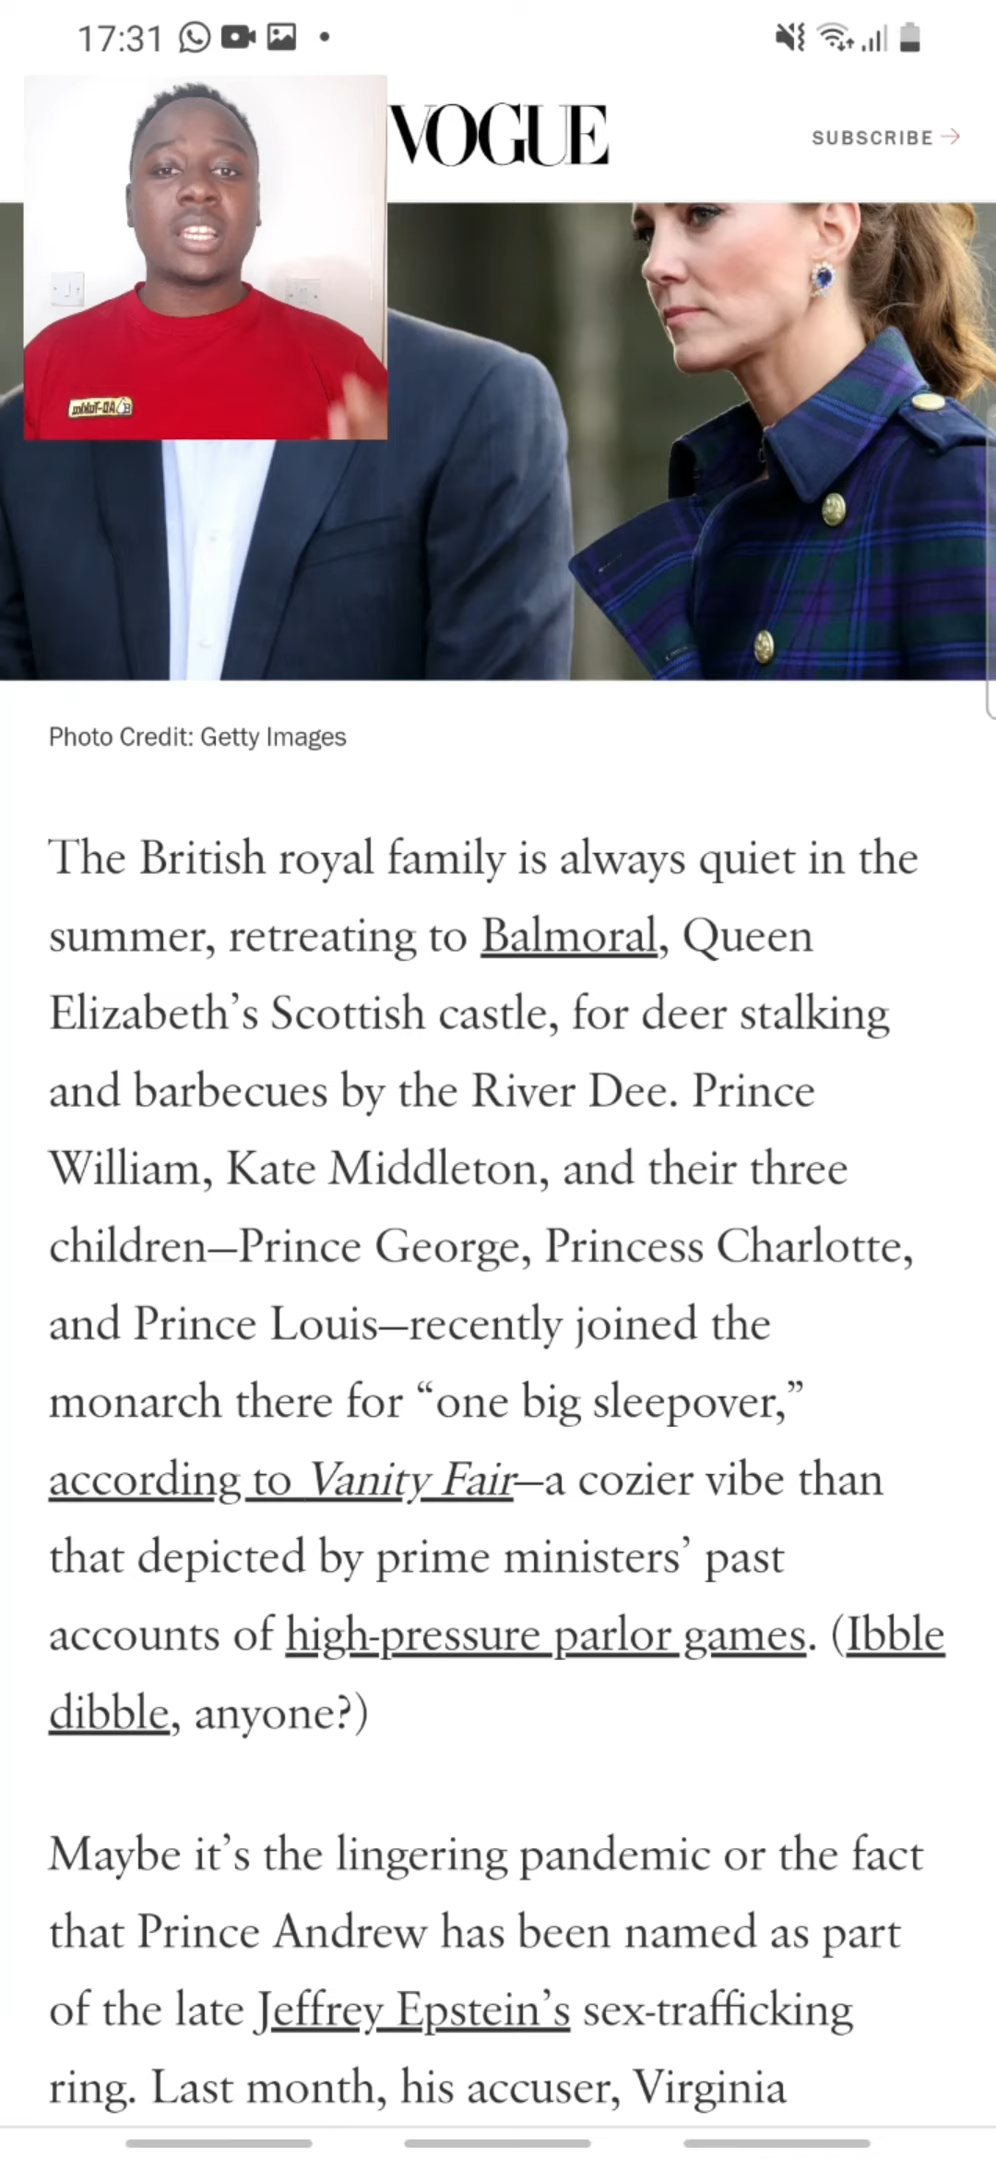 17:31
VOGUE
SUBSCRIBE →
Photo Credit: Getty Images
The British royal family is always quiet in the
summer, retreating to Balmoral, Queen
Elizabeth’s Scottish castle, for deer stalking
and barbecues by the River Dee. Prince
William, Kate Middleton, and their three
children—Prince George, Princess Charlotte,
and Prince Louis—recently joined the
monarch there for “one big sleepover,”
according to Vanity Fair—a cozier vibe than
that depicted by prime ministers’ past
accounts of high-pressure parlor games. (Ibble
dibble, anyone?)
Maybe it’s the lingering pandemic or the fact
that Prince Andrew has been named as part
of the late Jeffrey Epstein’s sex-trafficking
ring. Last month, his accuser, Virginia